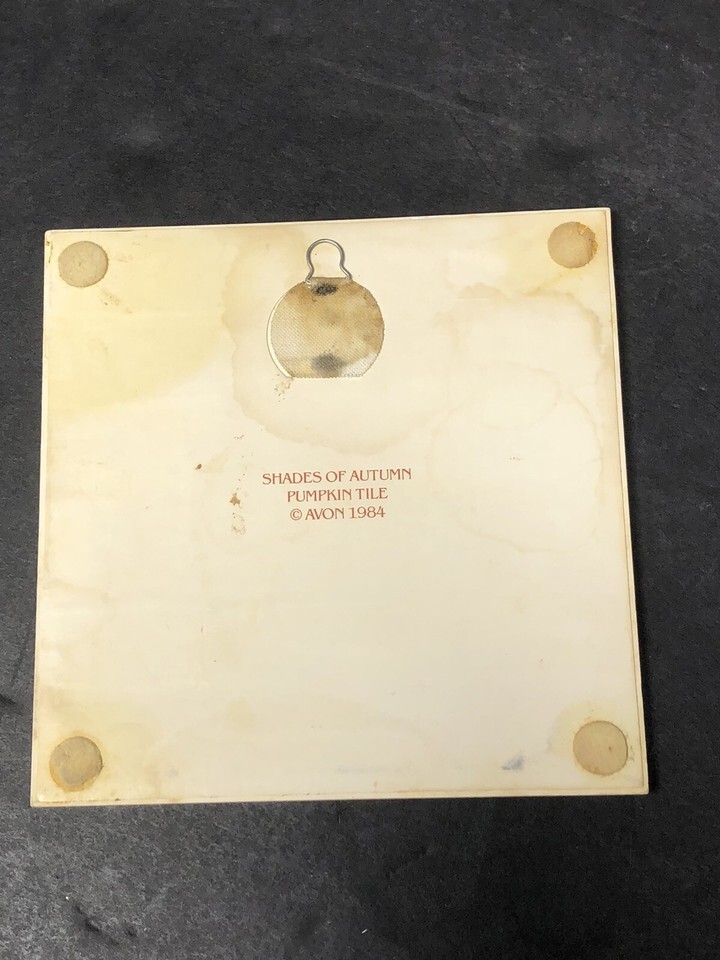 SHADES OF AUTUMN
PUMPKIN TILE
© AVON 1984